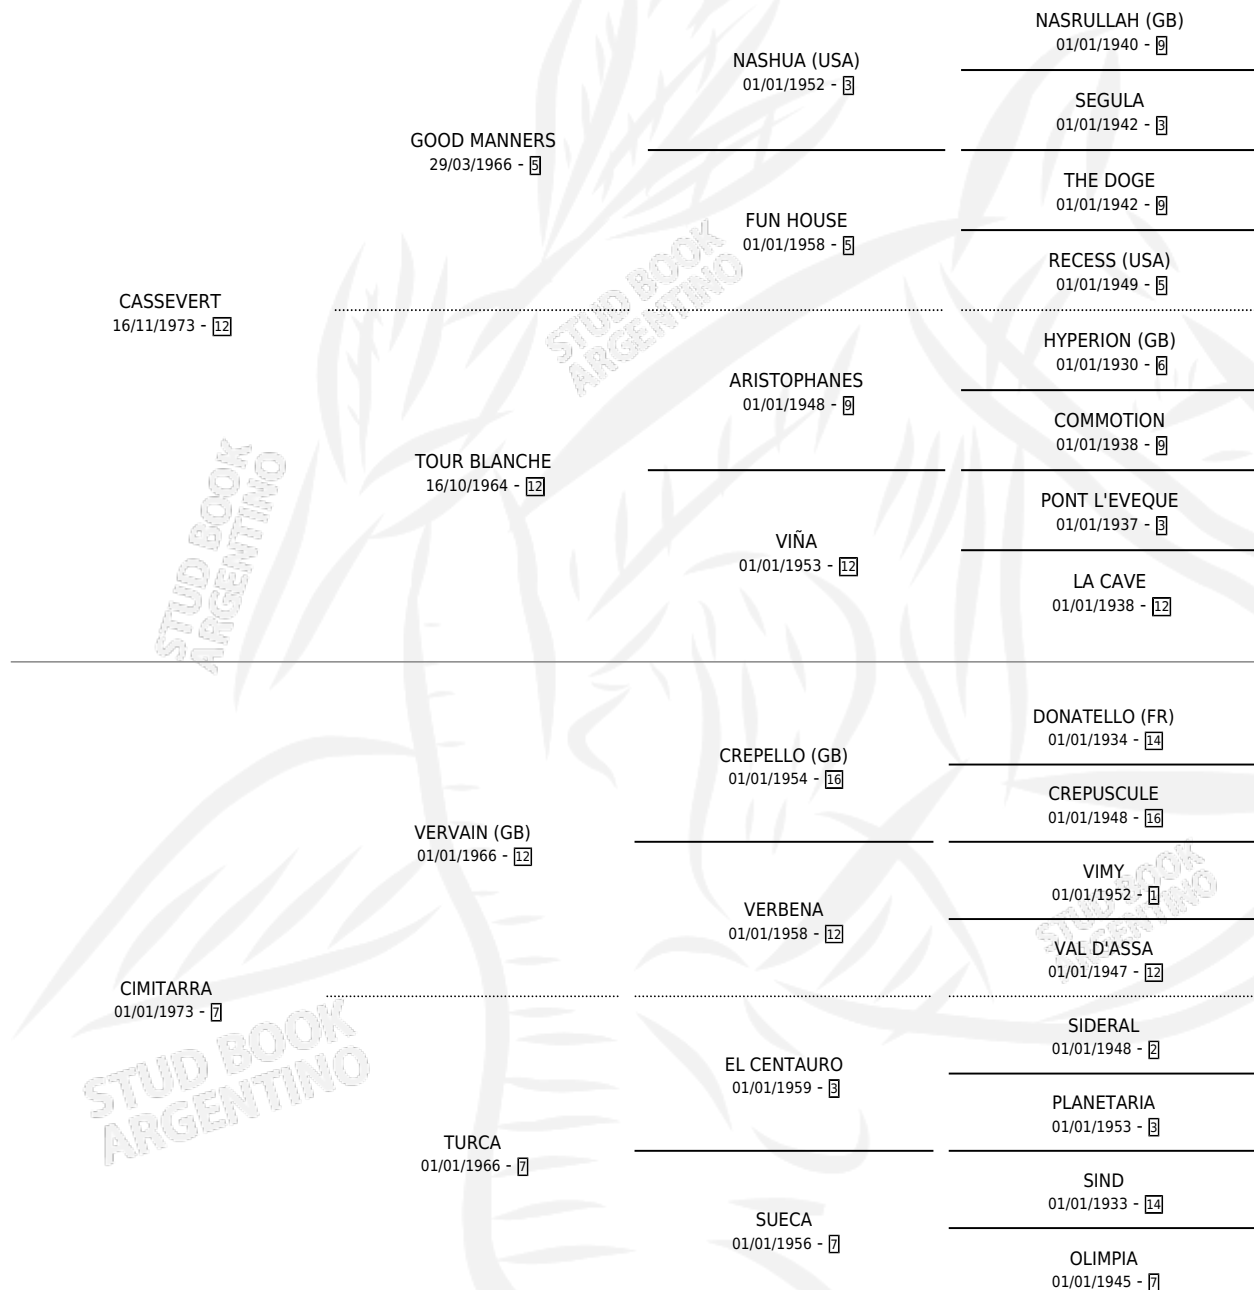 NASRULLAH (GB)
01/01/1940 - 9
NASHUA (USA)
01/01/1952 - 3
SEGULA
01/01/1942 - 3
GOOD MANNERS
29/03/1966 - 5
THE DOGE
01/01/1942 - 9
FUN HOUSE
01/01/1958 - 5
RECESS (USA)
01/01/1949 - 5
CASSEVERT
16/11/1973 - 12
HYPERION (GB)
01/01/1930 - 6
ARISTOPHANES
01/01/1948 - 9
COMMOTION
01/01/1938 - 9
TOUR BLANCHE
16/10/1964 - 12
PONT L'EVEQUE
01/01/1937 - 3
VIÑA
01/01/1953 - 12
LA CAVE
01/01/1938 - 12
DONATELLO (FR)
01/01/1934 - 14
CREPELLO (GB)
01/01/1954 - 16
CREPUSCULE
01/01/1948 - 16
VERVAIN (GB)
01/01/1966 - 12
VIMY
01/01/1952 - 1
VERBENA
01/01/1958 - 12
VAL D'ASSA
01/01/1947 - 12
CIMITARRA
01/01/1973 - 7
SIDERAL
01/01/1948 - 2
EL CENTAURO
01/01/1959 - 3
PLANETARIA
01/01/1953 - 3
TURCA
01/01/1966 - 7
SIND
01/01/1933 - 14
SUECA
01/01/1956 - 7
OLIMPIA
01/01/1945 - 7
STUD BOOK
ARGENTINO
STUD BOOK
ARGENTINO
STUD BOOK
ARGENTINO
STUD BOOK
ARGENTINO